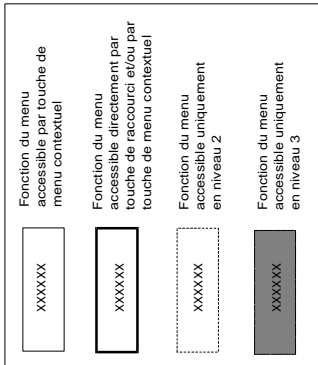 Fonction du menu
accessible par touche de
menu contextuel
XXXXXX
Fonction du menu
accessible directement par
touche de raccourci et/ou par
touche de menu contextuel
XXXXXX
Fonction du menu
accessible uniquement
en niveau 2
XXXXXX
Fonction du menu
accessible uniquement
en niveau 3
XXXXXX